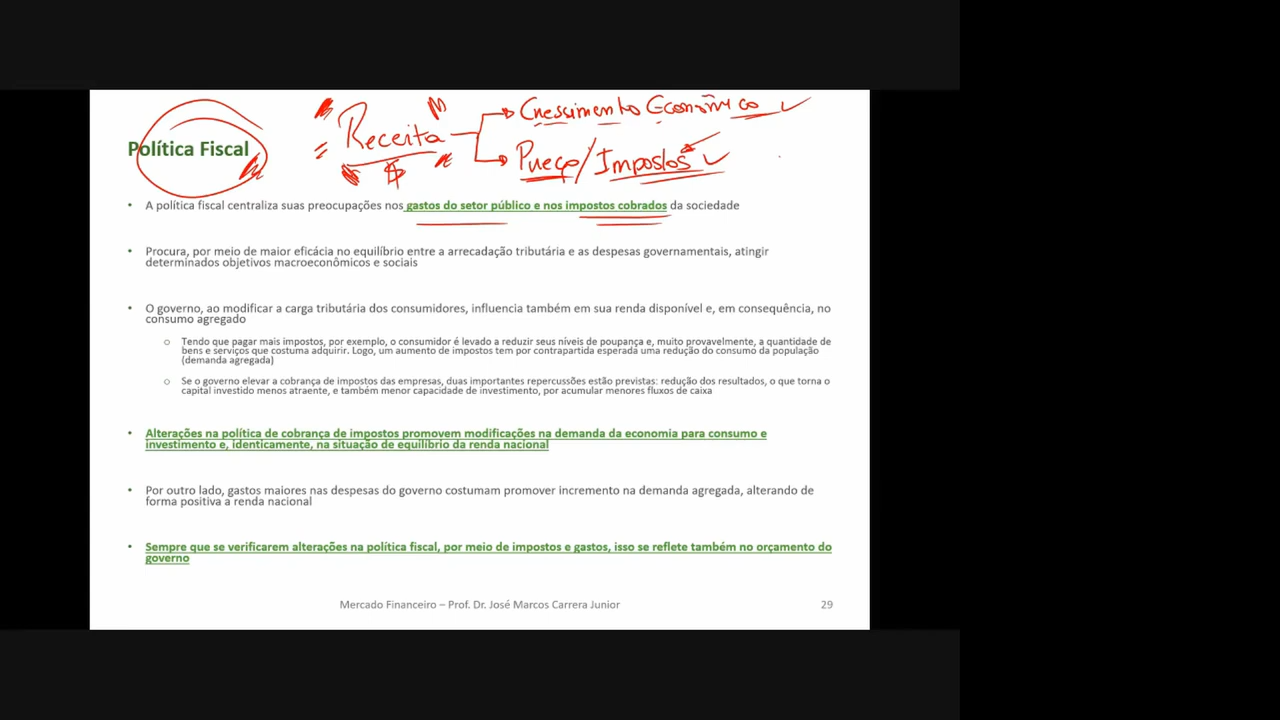 Crescimento Econômico
Receita
$
Preço/Impostos
Política Fiscal
• A política fiscal centraliza suas preocupações nos gastos do setor público e nos impostos cobrados da sociedade
• Procura, por meio de maior eficácia no equilíbrio entre a arrecadação tributária e as despesas governamentais, atingir
determinados objetivos macroeconômicos e sociais
• O governo, ao modificar a carga tributária dos consumidores, influencia também em sua renda disponível e, em consequência, no
consumo agregado
○ Tendo que pagar mais impostos, por exemplo, o consumidor é levado a reduzir seus níveis de poupança e, muito provavelmente, a quantidade de
bens e serviços que costuma adquirir. Logo, um aumento de impostos tem por contrapartida esperada uma redução do consumo da população
(demanda agregada)
○ Se o governo elevar a cobrança de impostos das empresas, duas importantes repercussões estão previstas: redução dos resultados, o que torna o
capital investido menos atraente, e também menor capacidade de investimento, por acumular menores fluxos de caixa
• Alterações na política de cobrança de impostos promovem modificações na demanda da economia para consumo e
investimento e, identicamente, na situação de equilíbrio da renda nacional
• Por outro lado, gastos maiores nas despesas do governo costumam promover incremento na demanda agregada, alterando de
forma positiva a renda nacional
• Sempre que se verificarem alterações na política fiscal, por meio de impostos e gastos, isso se reflete também no orçamento do
governo
Mercado Financeiro – Prof. Dr. José Marcos Carrera Junior
29